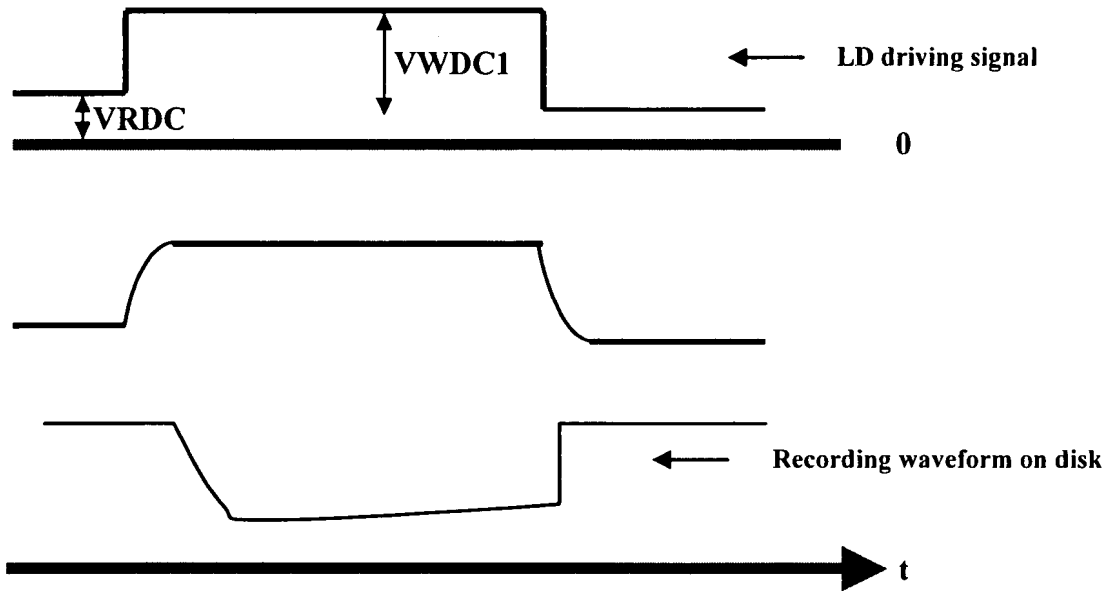 VWDC1
LD driving signal
VRDC
0
Recording waveform on disk
t